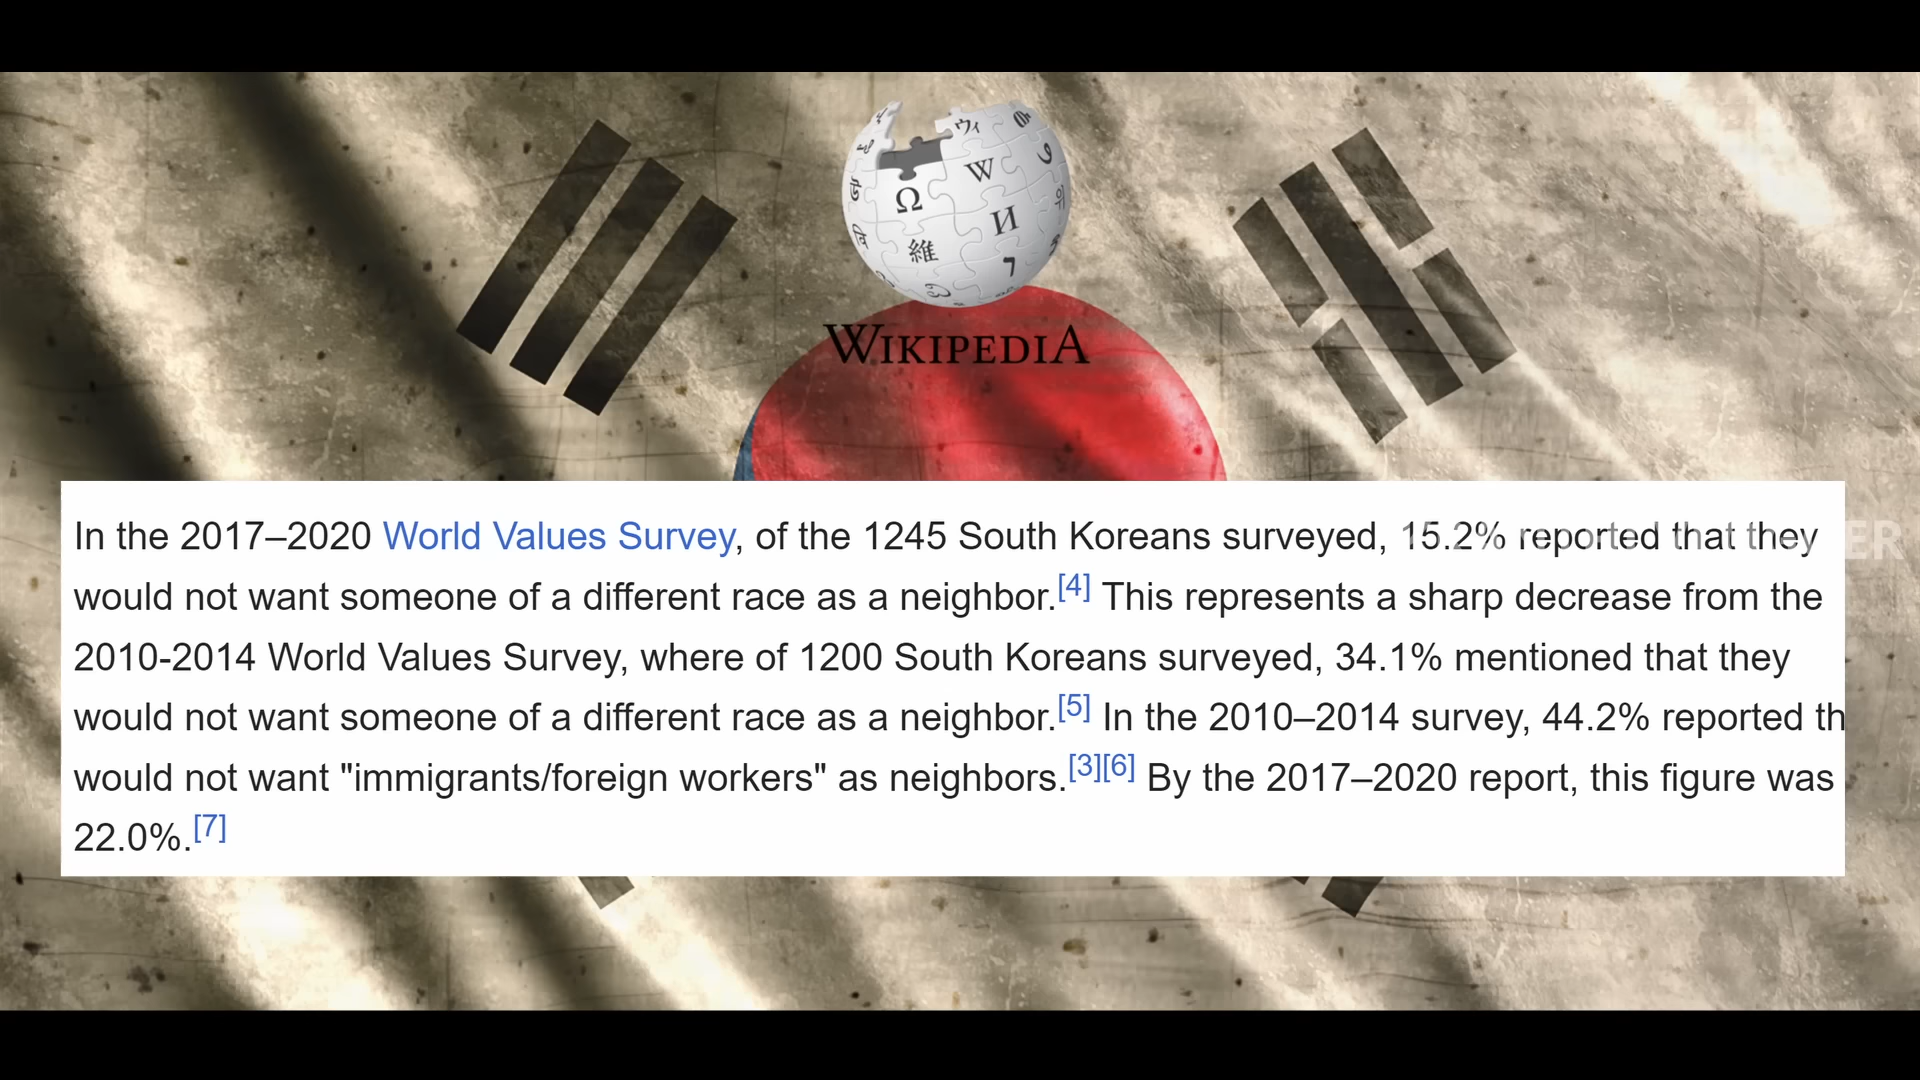 WIKIPEDIA
In the 2017–2020 World Values Survey, of the 1245 South Koreans surveyed, 15.2% reported that they
would not want someone of a different race as a neighbor.[4] This represents a sharp decrease from the
2010-2014 World Values Survey, where of 1200 South Koreans surveyed, 34.1% mentioned that they
would not want someone of a different race as a neighbor.[5] In the 2010–2014 survey, 44.2% reported th
would not want "immigrants/foreign workers" as neighbors.[3][6] By the 2017–2020 report, this figure was
22.0%.[7]